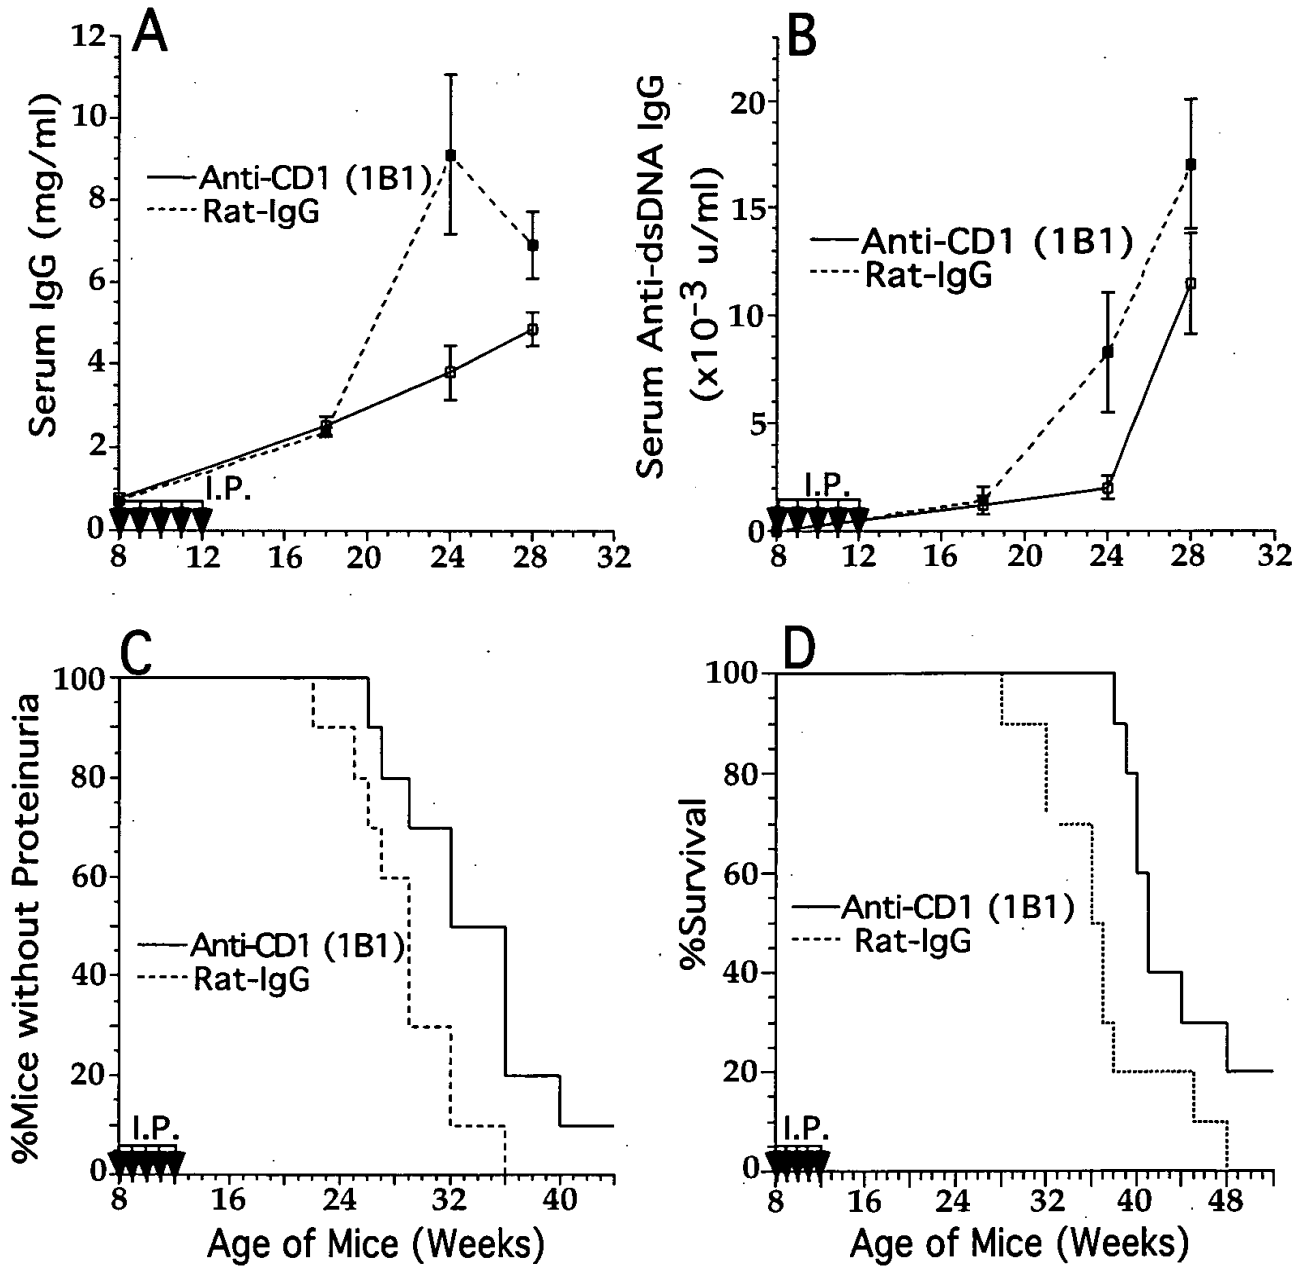 A
Serum IgG (mg/ml)
12
10
8
6
4
2
0
Anti-CD1 (1B1)
Rat-IgG
I.P.
8 12 16 20 24 28 32
B
Serum Anti-dsDNA IgG
(x10⁻³ u/ml)
20
15
10
5
0
Anti-CD1 (1B1)
Rat-IgG
I.P.
8 12 16 20 24 28 32
C
%Mice without Proteinuria
100
80
60
40
20
0
Anti-CD1 (1B1)
Rat-IgG
I.P.
8 16 24 32 40
Age of Mice (Weeks)
D
%Survival
100
80
60
40
20
0
Anti-CD1 (1B1)
Rat-IgG
I.P.
8 16 24 32 40 48
Age of Mice (Weeks)